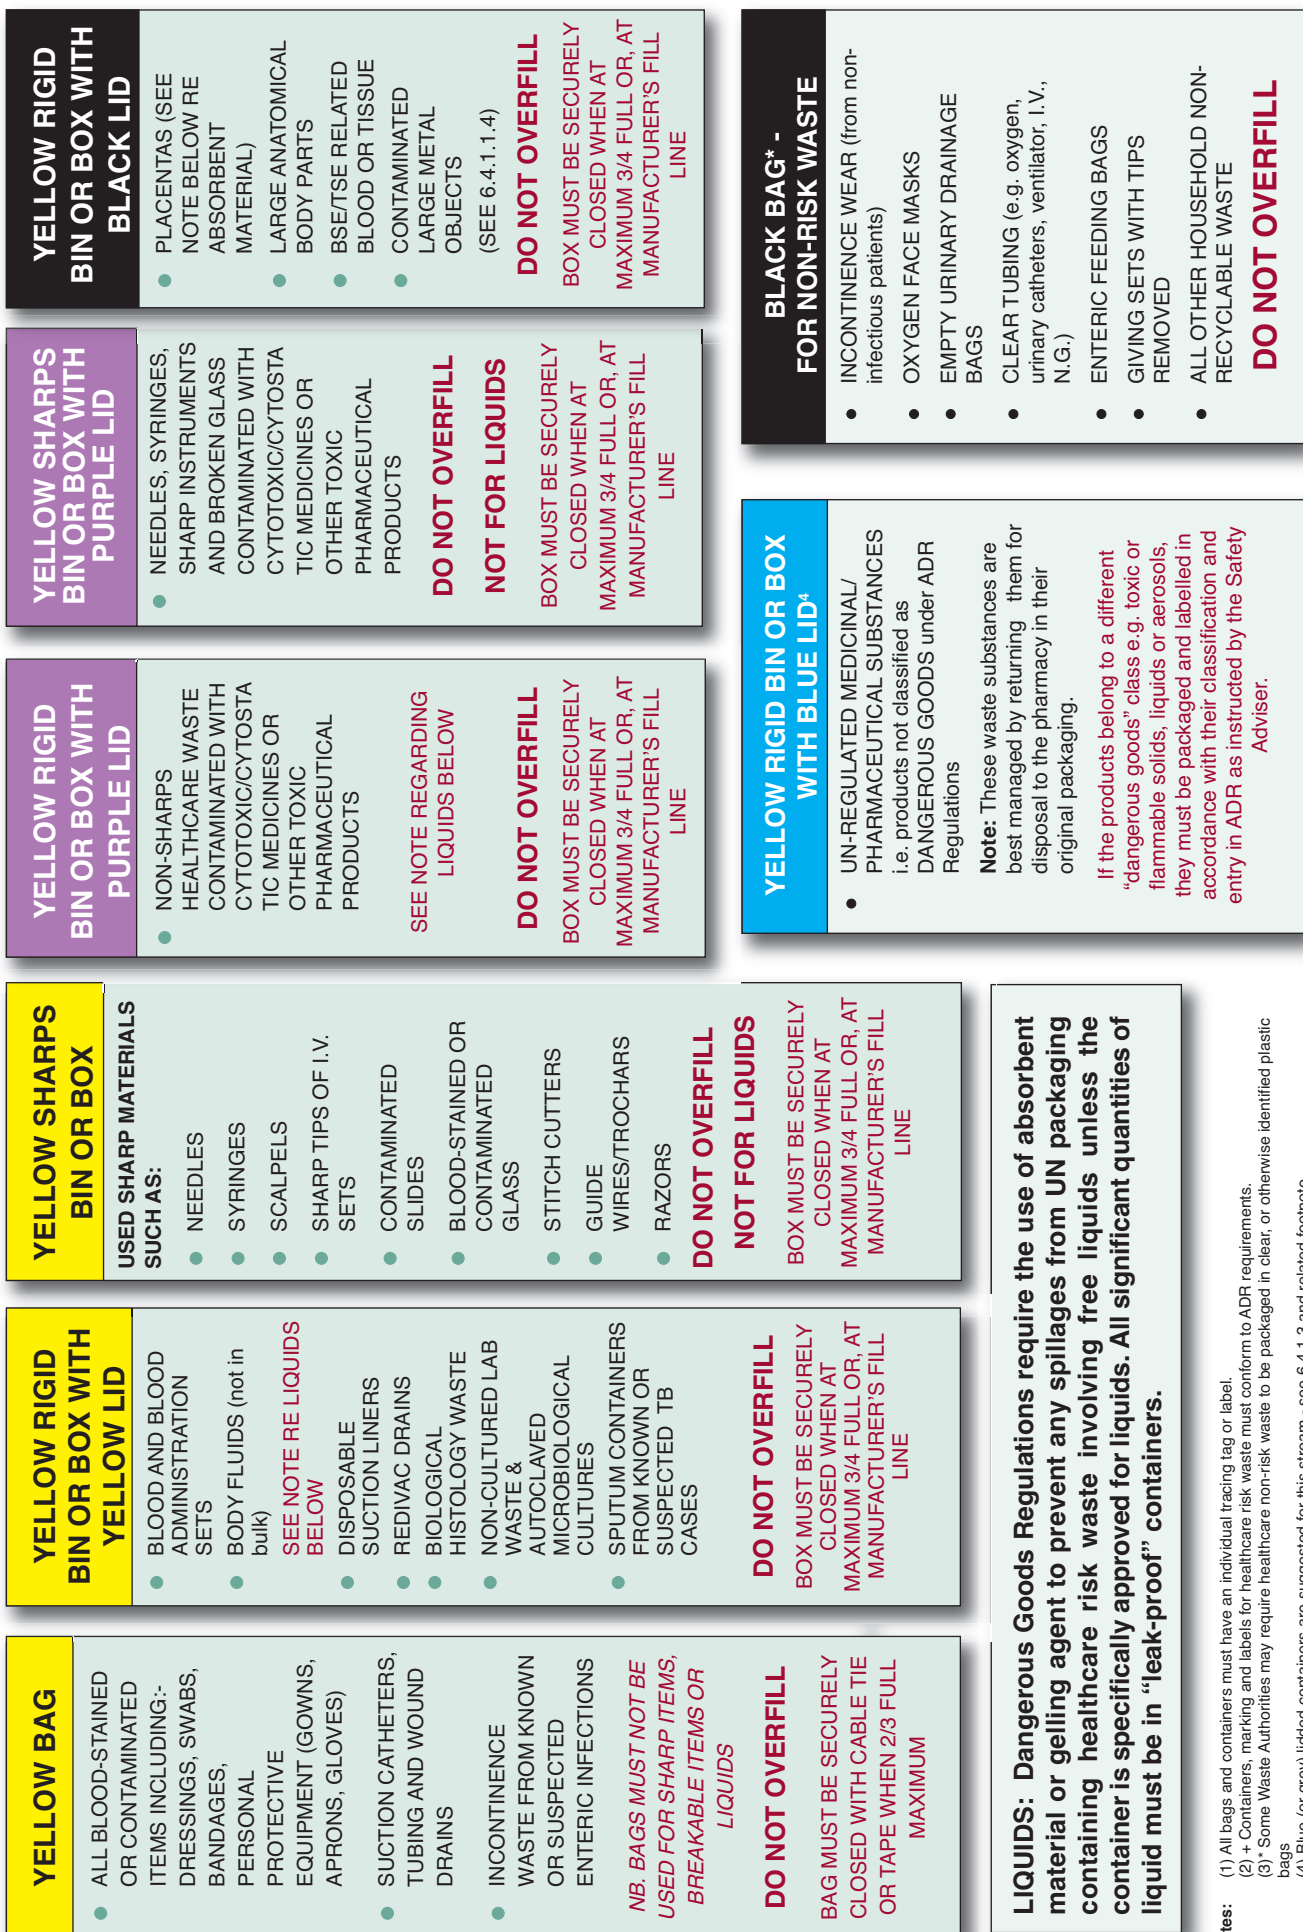 YELLOW BAG
● ALL BLOOD-STAINED
OR CONTAMINATED
ITEMS INCLUDING:-
DRESSINGS, SWABS,
BANDAGES,
PERSONAL
PROTECTIVE
EQUIPMENT (GOWNS,
APRONS, GLOVES)
● SUCTION CATHETERS,
TUBING AND WOUND
DRAINS
● INCONTINENCE
WASTE FROM KNOWN
OR SUSPECTED
ENTERIC INFECTIONS
NB. BAGS MUST NOT BE
USED FOR SHARP ITEMS,
BREAKABLE ITEMS OR
LIQUIDS
DO NOT OVERFILL
BAG MUST BE SECURELY
CLOSED WITH CABLE TIE
OR TAPE WHEN 2/3 FULL
MAXIMUM
YELLOW RIGID
BIN OR BOX WITH
YELLOW LID
● BLOOD AND BLOOD
ADMINISTRATION
SETS
● BODY FLUIDS (not in
bulk)
SEE NOTE RE LIQUIDS
BELOW
● DISPOSABLE
SUCTION LINERS
● REDIVAC DRAINS
● BIOLOGICAL
HISTOLOGY WASTE
● NON-CULTURED LAB
WASTE &
AUTOCLAVED
MICROBIOLOGICAL
CULTURES
● SPUTUM CONTAINERS
FROM KNOWN OR
SUSPECTED TB
CASES
DO NOT OVERFILL
BOX MUST BE SECURELY
CLOSED WHEN AT
MAXIMUM 3/4 FULL OR, AT
MANUFACTURER'S FILL
LINE
YELLOW SHARPS
BIN OR BOX
USED SHARP MATERIALS
SUCH AS:
● NEEDLES
● SYRINGES
● SCALPELS
● SHARP TIPS OF I.V.
SETS
● CONTAMINATED
SLIDES
● BLOOD-STAINED OR
CONTAMINATED
GLASS
● STITCH CUTTERS
● GUIDE
WIRES/TROCHARS
● RAZORS
DO NOT OVERFILL
NOT FOR LIQUIDS
BOX MUST BE SECURELY
CLOSED WHEN AT
MAXIMUM 3/4 FULL OR, AT
MANUFACTURER'S FILL
LINE
YELLOW RIGID
BIN OR BOX WITH
PURPLE LID
● NON-SHARPS
HEALTHCARE WASTE
CONTAMINATED WITH
CYTOTOXIC/CYTOSTA
TIC MEDICINES OR
OTHER TOXIC
PHARMACEUTICAL
PRODUCTS
SEE NOTE REGARDING
LIQUIDS BELOW
DO NOT OVERFILL
BOX MUST BE SECURELY
CLOSED WHEN AT
MAXIMUM 3/4 FULL OR, AT
MANUFACTURER'S FILL
LINE
YELLOW SHARPS
BIN OR BOX WITH
PURPLE LID
● NEEDLES, SYRINGES,
SHARP INSTRUMENTS
AND BROKEN GLASS
CONTAMINATED WITH
CYTOTOXIC/CYTOSTA
TIC MEDICINES OR
OTHER TOXIC
PHARMACEUTICAL
PRODUCTS
DO NOT OVERFILL
NOT FOR LIQUIDS
BOX MUST BE SECURELY
CLOSED WHEN AT
MAXIMUM 3/4 FULL OR, AT
MANUFACTURER'S FILL
LINE
YELLOW RIGID
BIN OR BOX WITH
BLACK LID
● PLACENTAS (SEE
NOTE BELOW RE
ABSORBENT
MATERIAL)
● LARGE ANATOMICAL
BODY PARTS
● BSE/TSE RELATED
BLOOD OR TISSUE
● CONTAMINATED
LARGE METAL
OBJECTS
(SEE 6.4.1.1.4)
DO NOT OVERFILL
BOX MUST BE SECURELY
CLOSED WHEN AT
MAXIMUM 3/4 FULL OR, AT
MANUFACTURER'S FILL
LINE
LIQUIDS: Dangerous Goods Regulations require the use of absorbent
material or gelling agent to prevent any spillages from UN packaging
containing healthcare risk waste involving free liquids unless the
container is specifically approved for liquids. All significant quantities of
liquid must be in "leak-proof" containers.
YELLOW RIGID BIN OR BOX
WITH BLUE LID⁴
● UN-REGULATED MEDICINAL/
PHARMACEUTICAL SUBSTANCES
i.e. products not classified as
DANGEROUS GOODS under ADR
Regulations
Note: These waste substances are
best managed by returning them for
disposal to the pharmacy in their
original packaging.
If the products belong to a different
"dangerous goods" class e.g. toxic or
flammable solids, liquids or aerosols,
they must be packaged and labelled in
accordance with their classification and
entry in ADR as instructed by the Safety
Adviser.
BLACK BAG* -
FOR NON-RISK WASTE
● INCONTINENCE WEAR (from non-
infectious patients)
● OXYGEN FACE MASKS
● EMPTY URINARY DRAINAGE
BAGS
● CLEAR TUBING (e.g. oxygen,
urinary catheters, ventilator, I.V.,
N.G.)
● ENTERIC FEEDING BAGS
● GIVING SETS WITH TIPS
REMOVED
● ALL OTHER HOUSEHOLD NON-
RECYCLABLE WASTE
DO NOT OVERFILL
tes: (1) All bags and containers must have an individual tracing tag or label.
(2) + Containers, marking and labels for healthcare risk waste must conform to ADR requirements.
(3)* Some Waste Authorities may require healthcare non-risk waste to be packaged in clear, or otherwise identified plastic
bags
(4) Blue (or grey) lidded containers are suggested for this stream - see 6.4.1.3 and related footnote